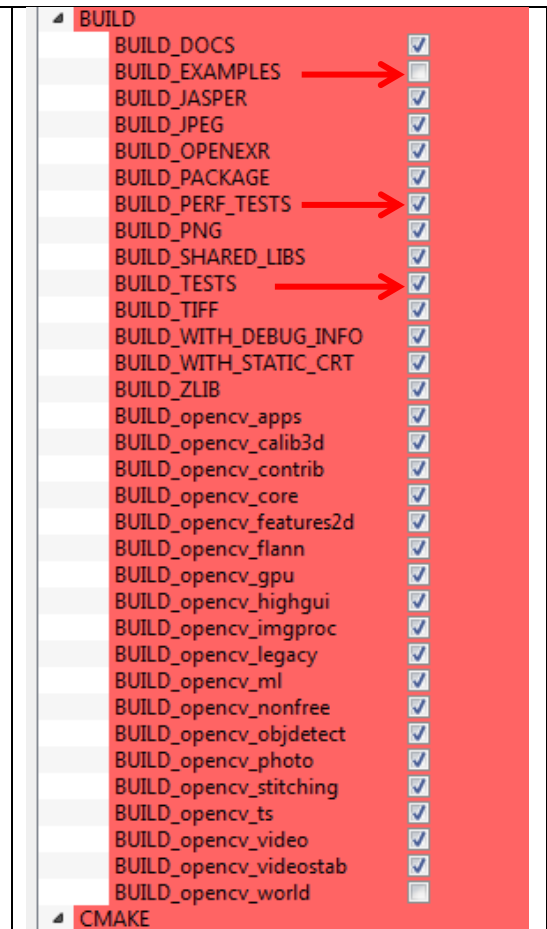 BUILD
BUILD_DOCS
BUILD_EXAMPLES
BUILD_JASPER
BUILD_JPEG
BUILD_OPENEXR
BUILD_PACKAGE
BUILD_PERF_TESTS
BUILD_PNG
BUILD_SHARED_LIBS
BUILD_TESTS
BUILD_TIFF
BUILD_WITH_DEBUG_INFO
BUILD_WITH_STATIC_CRT
BUILD_ZLIB
BUILD_opencv_apps
BUILD_opencv_calib3d
BUILD_opencv_contrib
BUILD_opencv_core
BUILD_opencv_features2d
BUILD_opencv_flann
BUILD_opencv_gpu
BUILD_opencv_highgui
BUILD_opencv_imgproc
BUILD_opencv_legacy
BUILD_opencv_ml
BUILD_opencv_nonfree
BUILD_opencv_objdetect
BUILD_opencv_photo
BUILD_opencv_stitching
BUILD_opencv_ts
BUILD_opencv_video
BUILD_opencv_videostab
BUILD_opencv_world
CMAKE